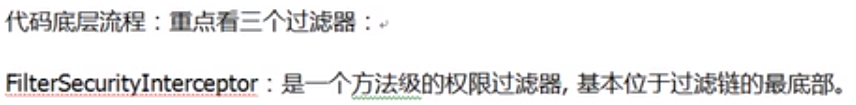 代码底层流程：重点看三个过滤器：
FilterSecurityInterceptor：是一个方法级的权限过滤器, 基本位于过滤链的最底部。